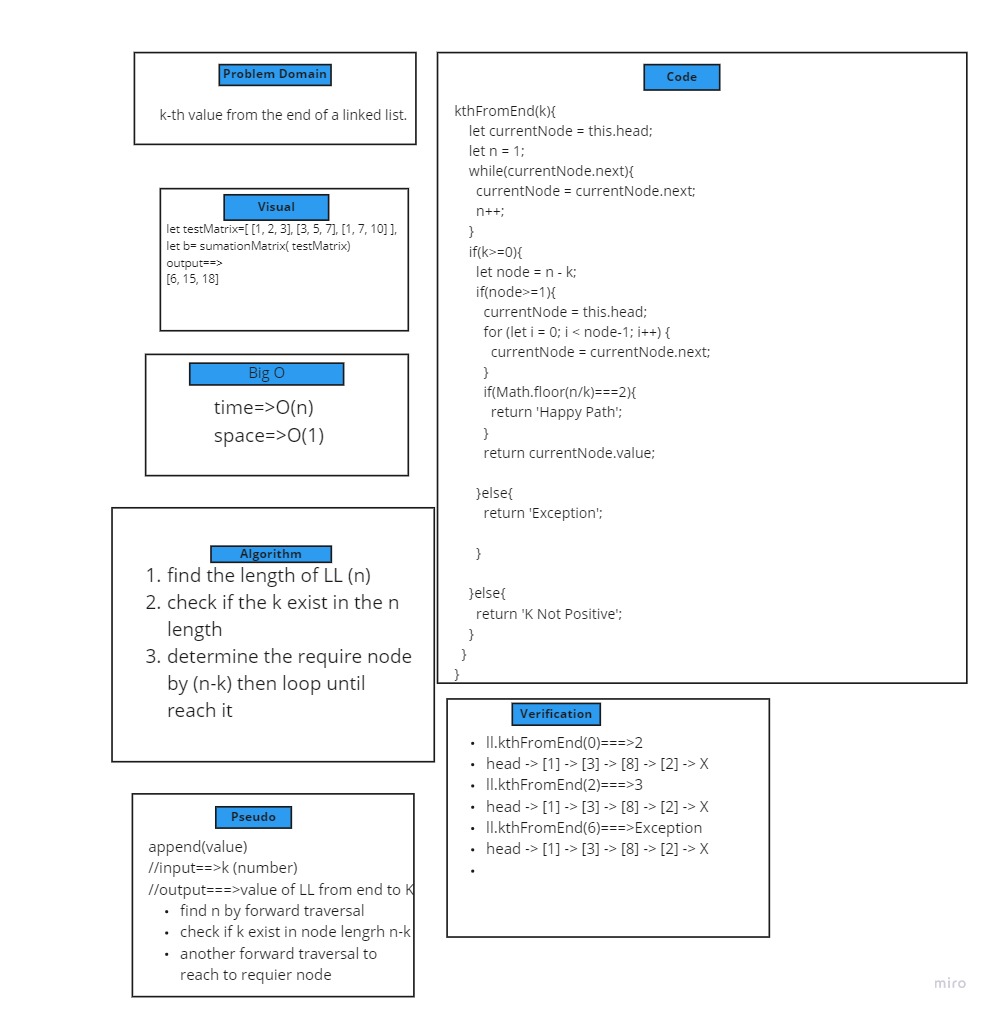 Problem Domain
k-th value from the end of a linked list.
Visual
let testMatrix=[ [1, 2, 3], [3, 5, 7], [1, 7, 10] ],
let b= sumationMatrix( testMatrix)
output==>
[6, 15, 18]
Big O
time=>O(n)
space=>O(1)
Algorithm
1. find the length of LL (n)
2. check if the k exist in the n
length
3. determine the require node
by (n-k) then loop until
reach it
Pseudo
append(value)
//input==>k (number)
//output===>value of LL from end to K
• find n by forward traversal
• check if k exist in node lengrh n-k
• another forward traversal to
reach to requier node
Code
kthFromEnd(k){
let currentNode = this.head;
let n = 1;
while(currentNode.next){
currentNode = currentNode.next;
n++;
}
if(k>=0){
let node = n - k;
if(node>=1){
currentNode = this.head;
for (let i = 0; i < node-1; i++) {
currentNode = currentNode.next;
}
if(Math.floor(n/k)===2){
return 'Happy Path';
}
return currentNode.value;
}else{
return 'Exception';
}
}else{
return 'K Not Positive';
}
}
}
Verification
• ll.kthFromEnd(0)===>2
• head -> [1] -> [3] -> [8] -> [2] -> X
• ll.kthFromEnd(2)===>3
• head -> [1] -> [3] -> [8] -> [2] -> X
• ll.kthFromEnd(6)===>Exception
• head -> [1] -> [3] -> [8] -> [2] -> X
•
miro